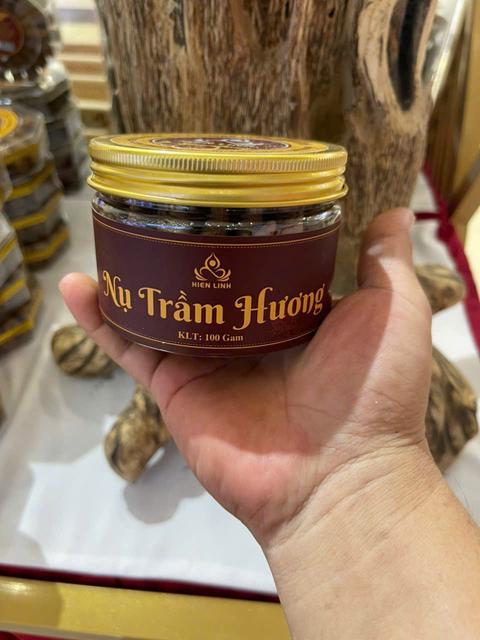 HIEN LINH
Nụ Trầm Hương
KLT: 100 Gam